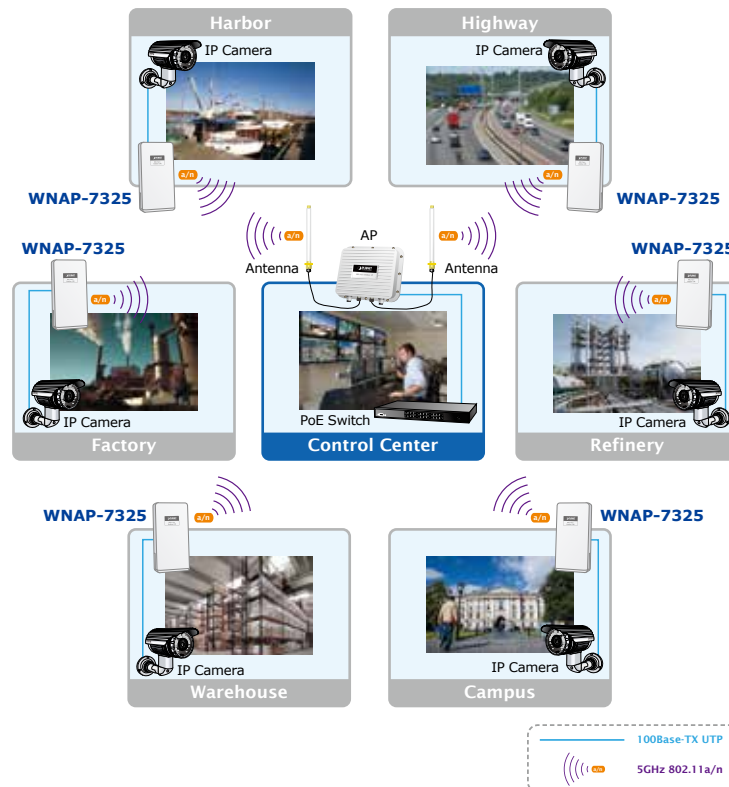 Harbor
Highway
IP Camera
IP Camera
a/n
a/n
WNAP-7325
WNAP-7325
a/n
AP
a/n
WNAP-7325
WNAP-7325
Antenna
Antenna
a/n
a/n
PoE Switch
IP Camera
IP Camera
Factory
Control Center
Refinery
WNAP-7325
a/n
a/n
WNAP-7325
IP Camera
IP Camera
Warehouse
Campus
100Base-TX UTP
a/n
5GHz 802.11a/n